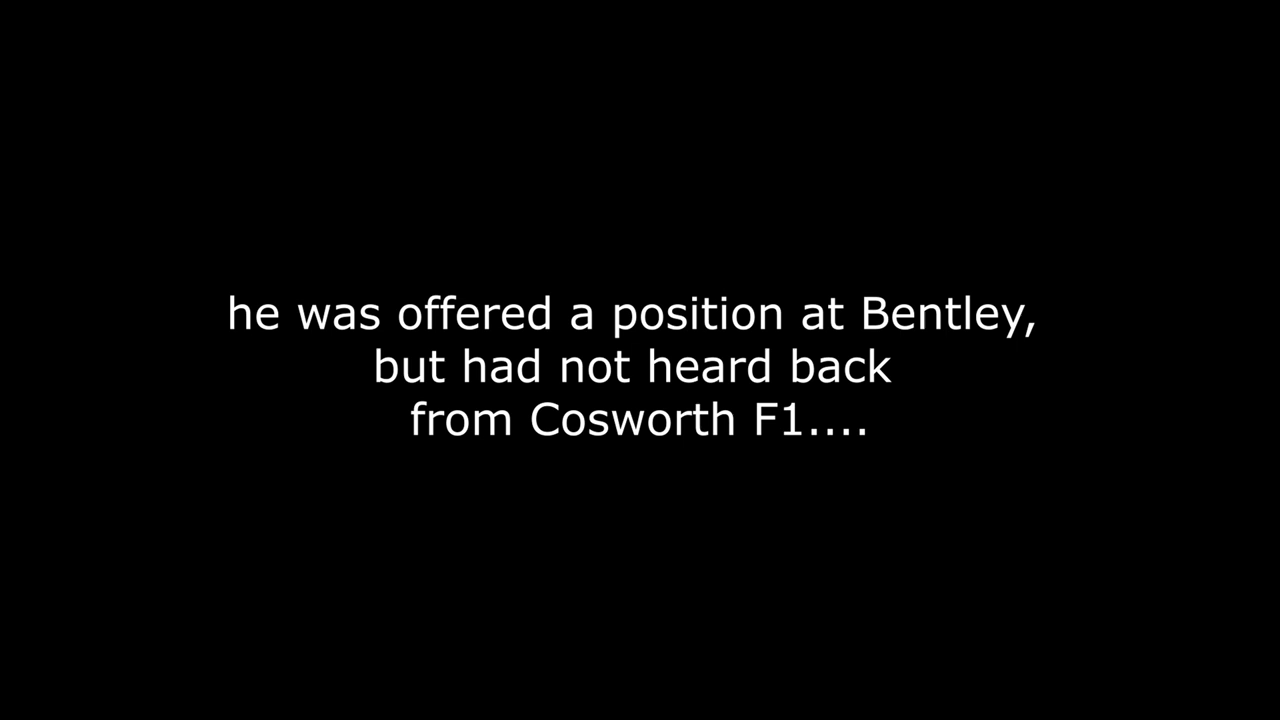 he was offered a position at Bentley,
but had not heard back
from Cosworth F1....